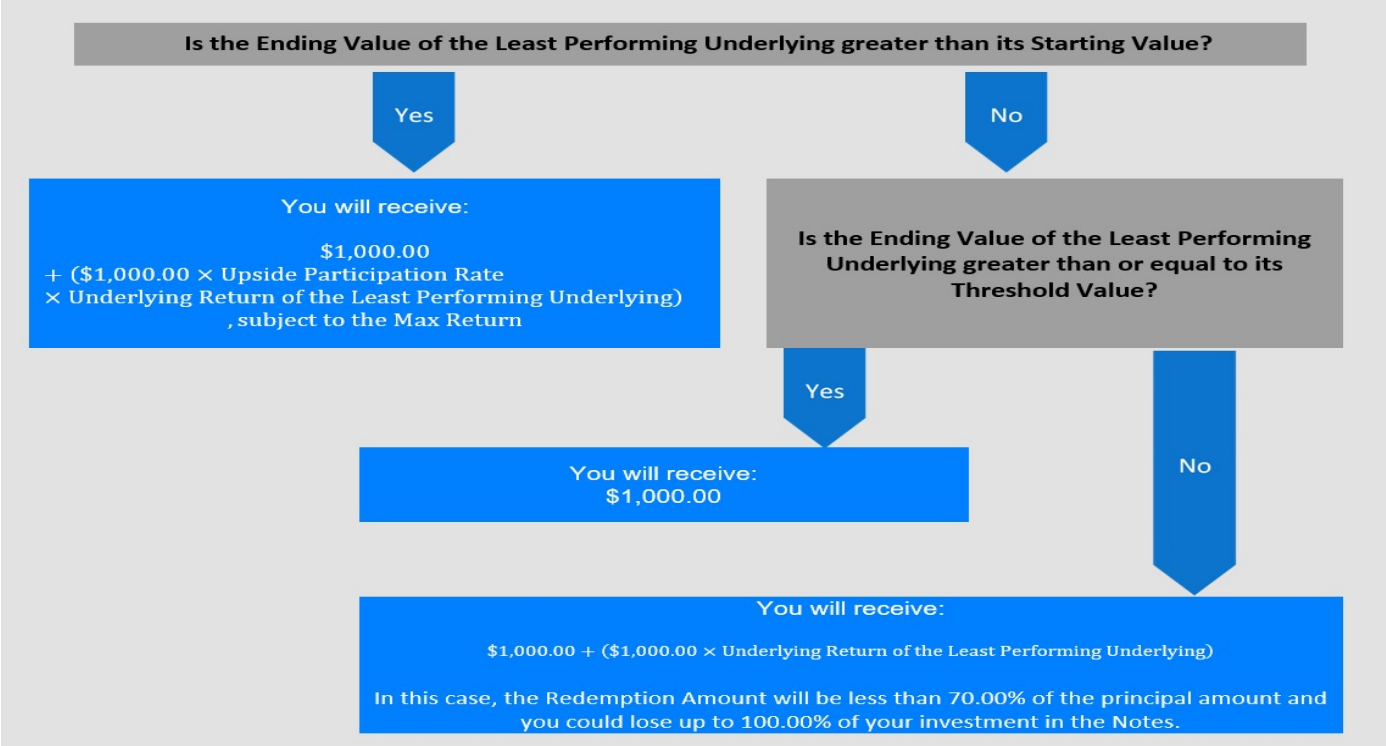 Is the Ending Value of the Least Performing Underlying greater than its Starting Value?
Yes
No
You will receive:
$1,000.00
+ ($1,000.00 × Upside Participation Rate
× Underlying Return of the Least Performing Underlying)
, subject to the Max Return
Is the Ending Value of the Least Performing
Underlying greater than or equal to its
Threshold Value?
Yes
No
You will receive:
$1,000.00
You will receive:
$1,000.00 + ($1,000.00 × Underlying Return of the Least Performing Underlying)
In this case, the Redemption Amount will be less than 70.00% of the principal amount and
you could lose up to 100.00% of your investment in the Notes.